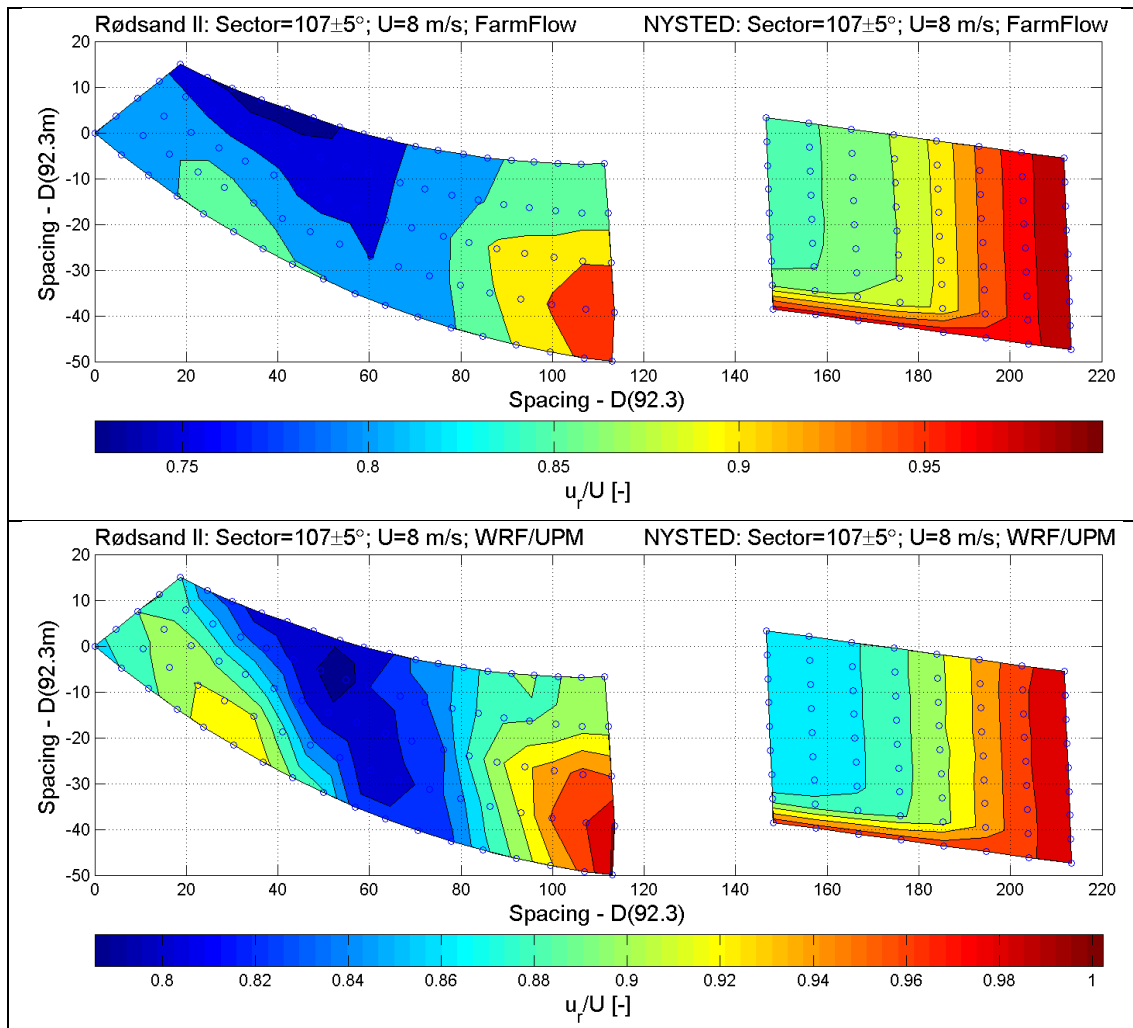 Rødsand II: Sector=107±5°; U=8 m/s; FarmFlow NYSTED: Sector=107±5°; U=8 m/s; FarmFlow
20
10
0
-10
-20
-30
-40
-50
Spacing - D(92.3m)
0 20 40 60 80 100 120 140 160 180 200 220
Spacing - D(92.3)
0.75 0.8 0.85 0.9 0.95
u_r/U [-]
Rødsand II: Sector=107±5°; U=8 m/s; WRF/UPM NYSTED: Sector=107±5°; U=8 m/s; WRF/UPM
20
10
0
-10
-20
-30
-40
-50
Spacing - D(92.3m)
0 20 40 60 80 100 120 140 160 180 200 220
Spacing - D(92.3)
0.8 0.82 0.84 0.86 0.88 0.9 0.92 0.94 0.96 0.98 1
u_r/U [-]